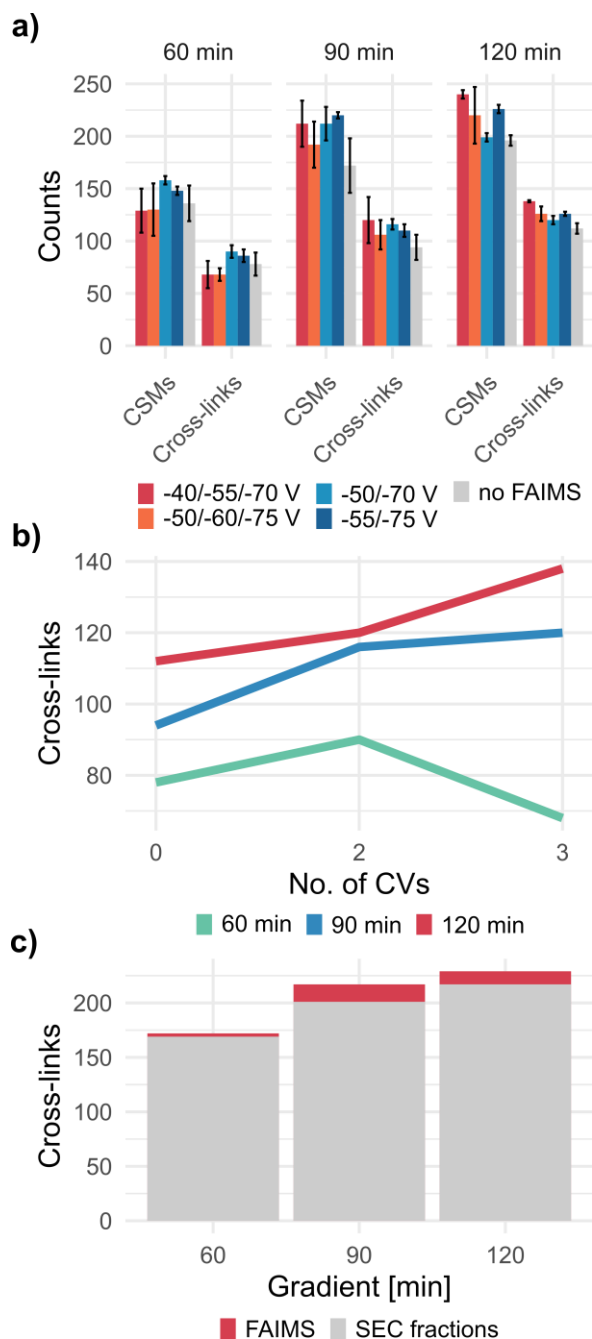 a)
60 min 90 min 120 min
250
200
150
100
50
0
Counts
CSMs Cross-links CSMs Cross-links CSMs Cross-links
-40/-55/-70 V -50/-70 V no FAIMS
-50/-60/-75 V -55/-75 V
b)
140
120
100
80
Cross-links
0 2 3
No. of CVs
60 min 90 min 120 min
c)
200
150
100
50
0
Cross-links
60 90 120
Gradient [min]
FAIMS SEC fractions